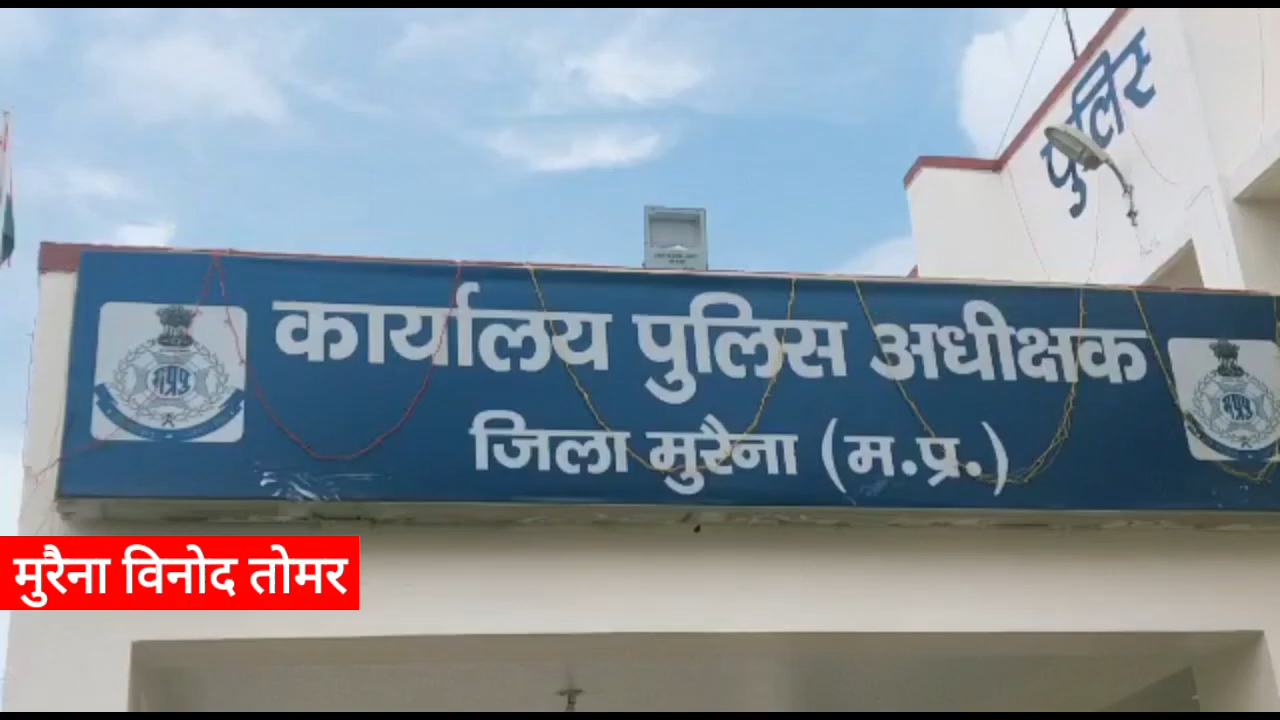 पुलिस
कार्यालय पुलिस अधीक्षक
जिला मुरैना (म.प्र.)
मुरैना विनोद तोमर